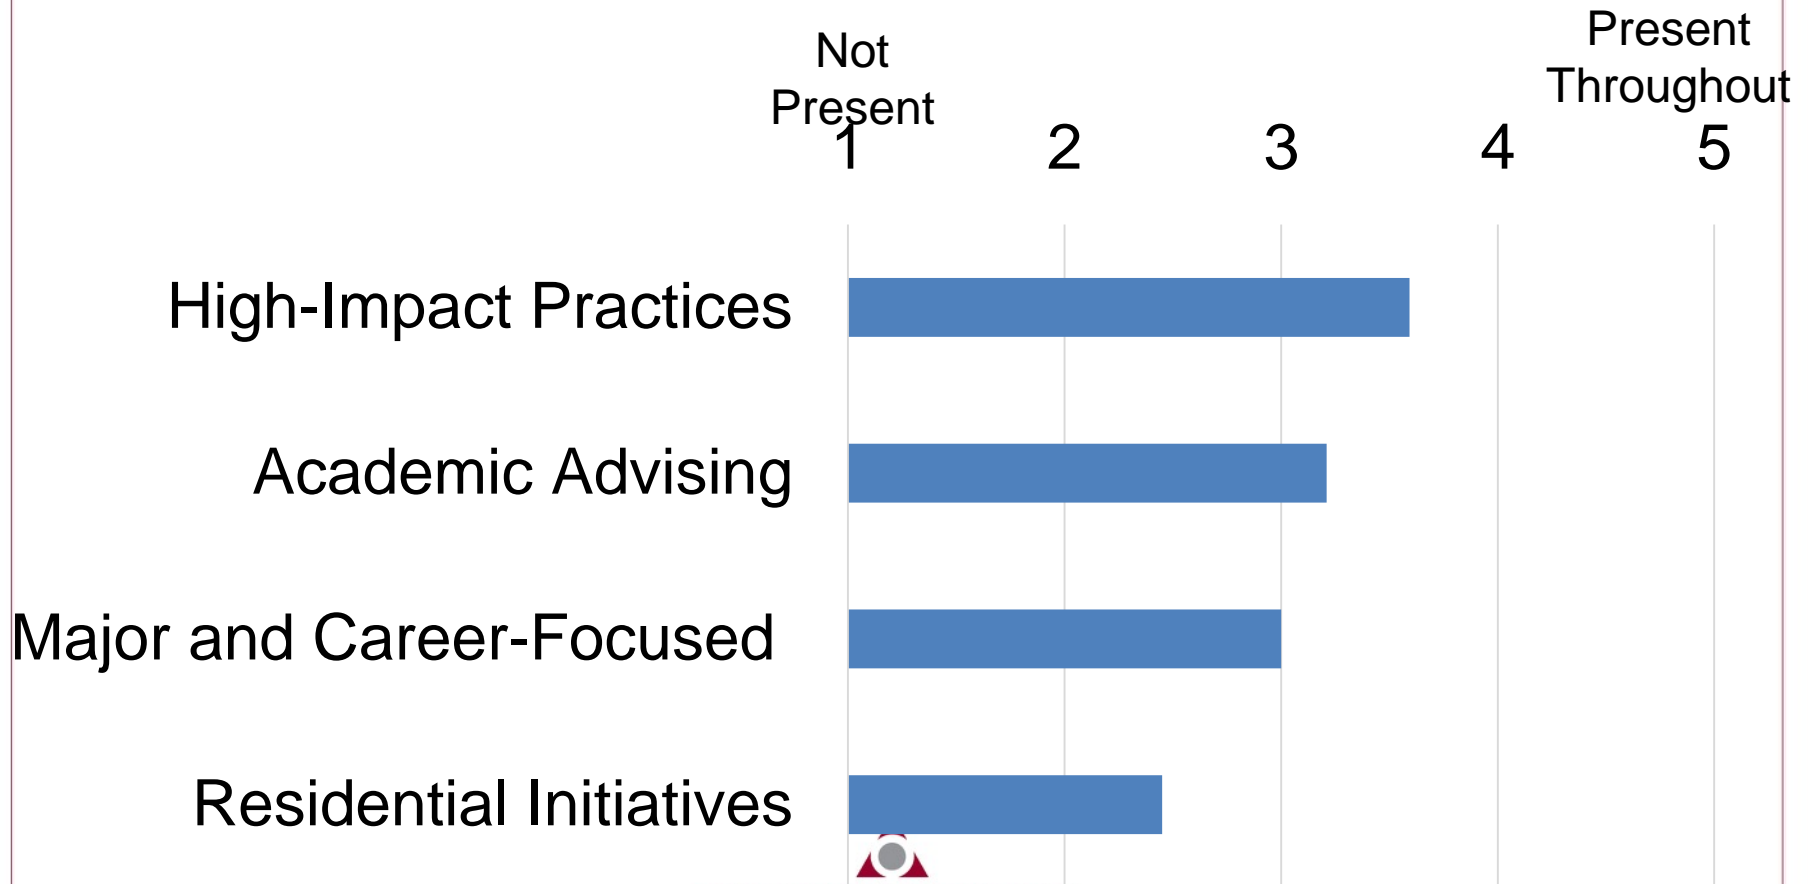 Not
Present
Present
Throughout
1 2 3 4 5
High-Impact Practices
Academic Advising
Major and Career-Focused
Residential Initiatives